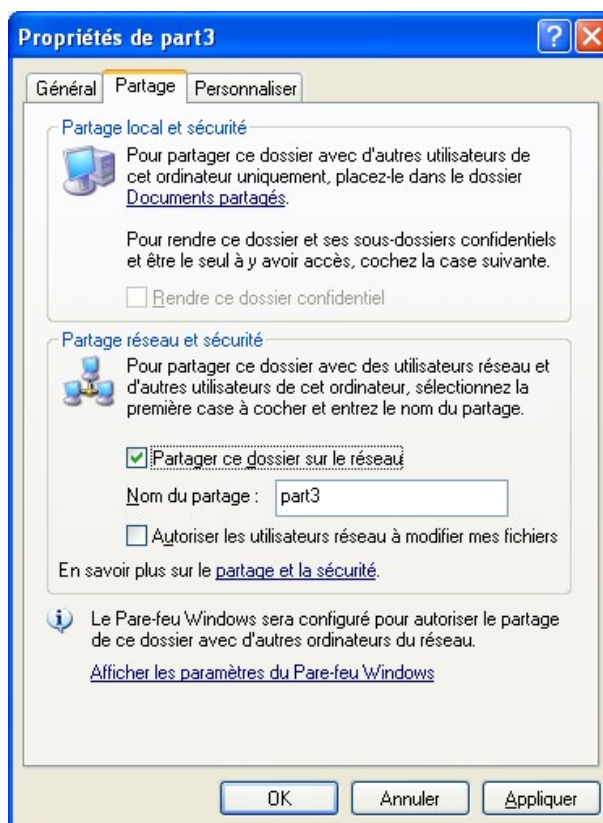 Propriétés de part3
Général
Partage
Personnaliser
Partage local et sécurité
Pour partager ce dossier avec d'autres utilisateurs de
cet ordinateur uniquement, placez-le dans le dossier
Documents partagés.
Pour rendre ce dossier et ses sous-dossiers confidentiels
et être le seul à y avoir accès, cochez la case suivante.
Rendre ce dossier confidentiel
Partage réseau et sécurité
Pour partager ce dossier avec des utilisateurs réseau et
d'autres utilisateurs de cet ordinateur, sélectionnez la
première case à cocher et entrez le nom du partage.
Partager ce dossier sur le réseau
Nom du partage :
part3
Autoriser les utilisateurs réseau à modifier mes fichiers
En savoir plus sur le partage et la sécurité.
Le Pare-feu Windows sera configuré pour autoriser le partage
de ce dossier avec d'autres ordinateurs du réseau.
Afficher les paramètres du Pare-feu Windows
OK
Annuler
Appliquer